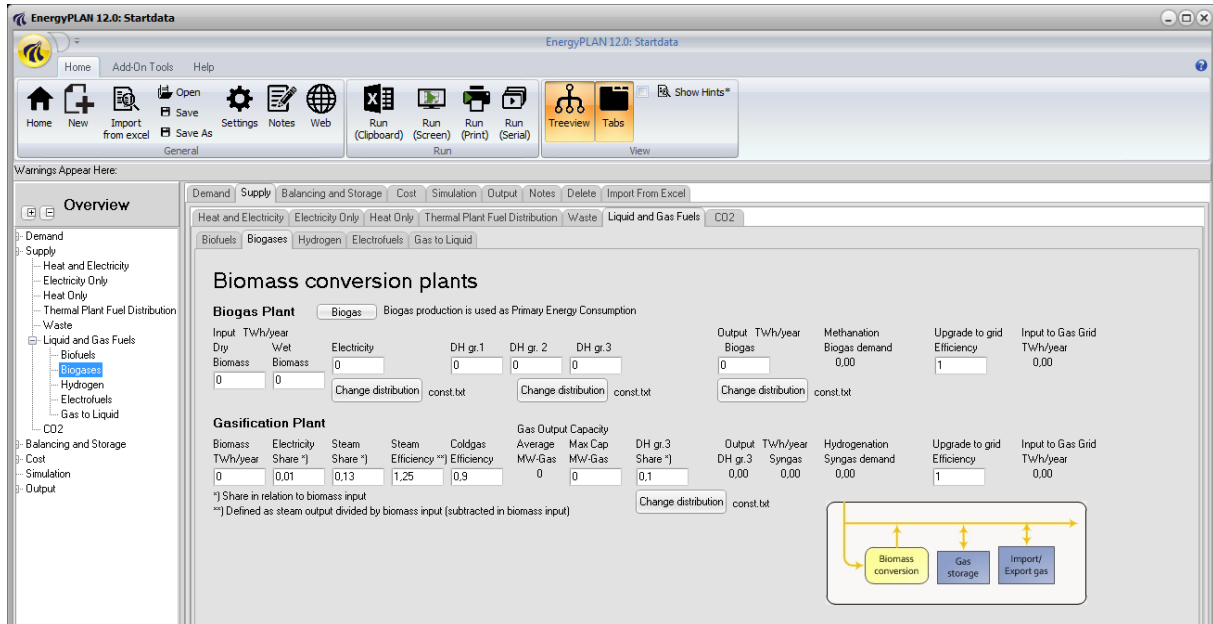 EnergyPLAN 12.0: Startdata
EnergyPLAN 12.0: Startdata
Home Add-On Tools Help
Home New Import from excel Open Save Save As Settings Notes Web Run (Clipboard) Run (Screen) Run (Print) Run (Serial) Treeview Tabs Show Hints*
General Run View
Warnings Appear Here:
Overview
Demand
Supply
Heat and Electricity
Electricity Only
Heat Only
Thermal Plant Fuel Distribution
Waste
Liquid and Gas Fuels
Biofuels
Biogases
Hydrogen
Electrofuels
Gas to Liquid
CO2
Balancing and Storage
Cost
Simulation
Output
Demand Supply Balancing and Storage Cost Simulation Output Notes Delete Import From Excel
Heat and Electricity Electricity Only Heat Only Thermal Plant Fuel Distribution Waste Liquid and Gas Fuels CO2
Biofuels Biogases Hydrogen Electrofuels Gas to Liquid
Biomass conversion plants
Biogas Plant Biogas Biogas production is used as Primary Energy Consumption
Input TWh/year Output TWh/year Methanation Upgrade to grid Input to Gas Grid
Dry Wet Electricity DH gr.1 DH gr. 2 DH gr.3 Biogas Biogas demand Efficiency TWh/year
Biomass Biomass 0 0 0 0 0 0,00 1 0,00
0 0
Change distribution const.txt Change distribution const.txt Change distribution const.txt
Gasification Plant
Gas Output Capacity
Biomass Electricity Steam Steam Coldgas Average Max Cap DH gr.3 Output TWh/year Hydrogenation Upgrade to grid Input to Gas Grid
TWh/year Share *) Share *) Efficiency **) Efficiency MW-Gas MW-Gas Share *) DH gr.3 Syngas Syngas demand Efficiency TWh/year
0 0,01 0,13 1,25 0,9 0 0 0,1 0,00 0,00 0,00 1 0,00
*) Share in relation to biomass input
Change distribution const.txt
**) Defined as steam output divided by biomass input (subtracted in biomass input)
Biomass conversion
Gas storage
Import/ Export gas